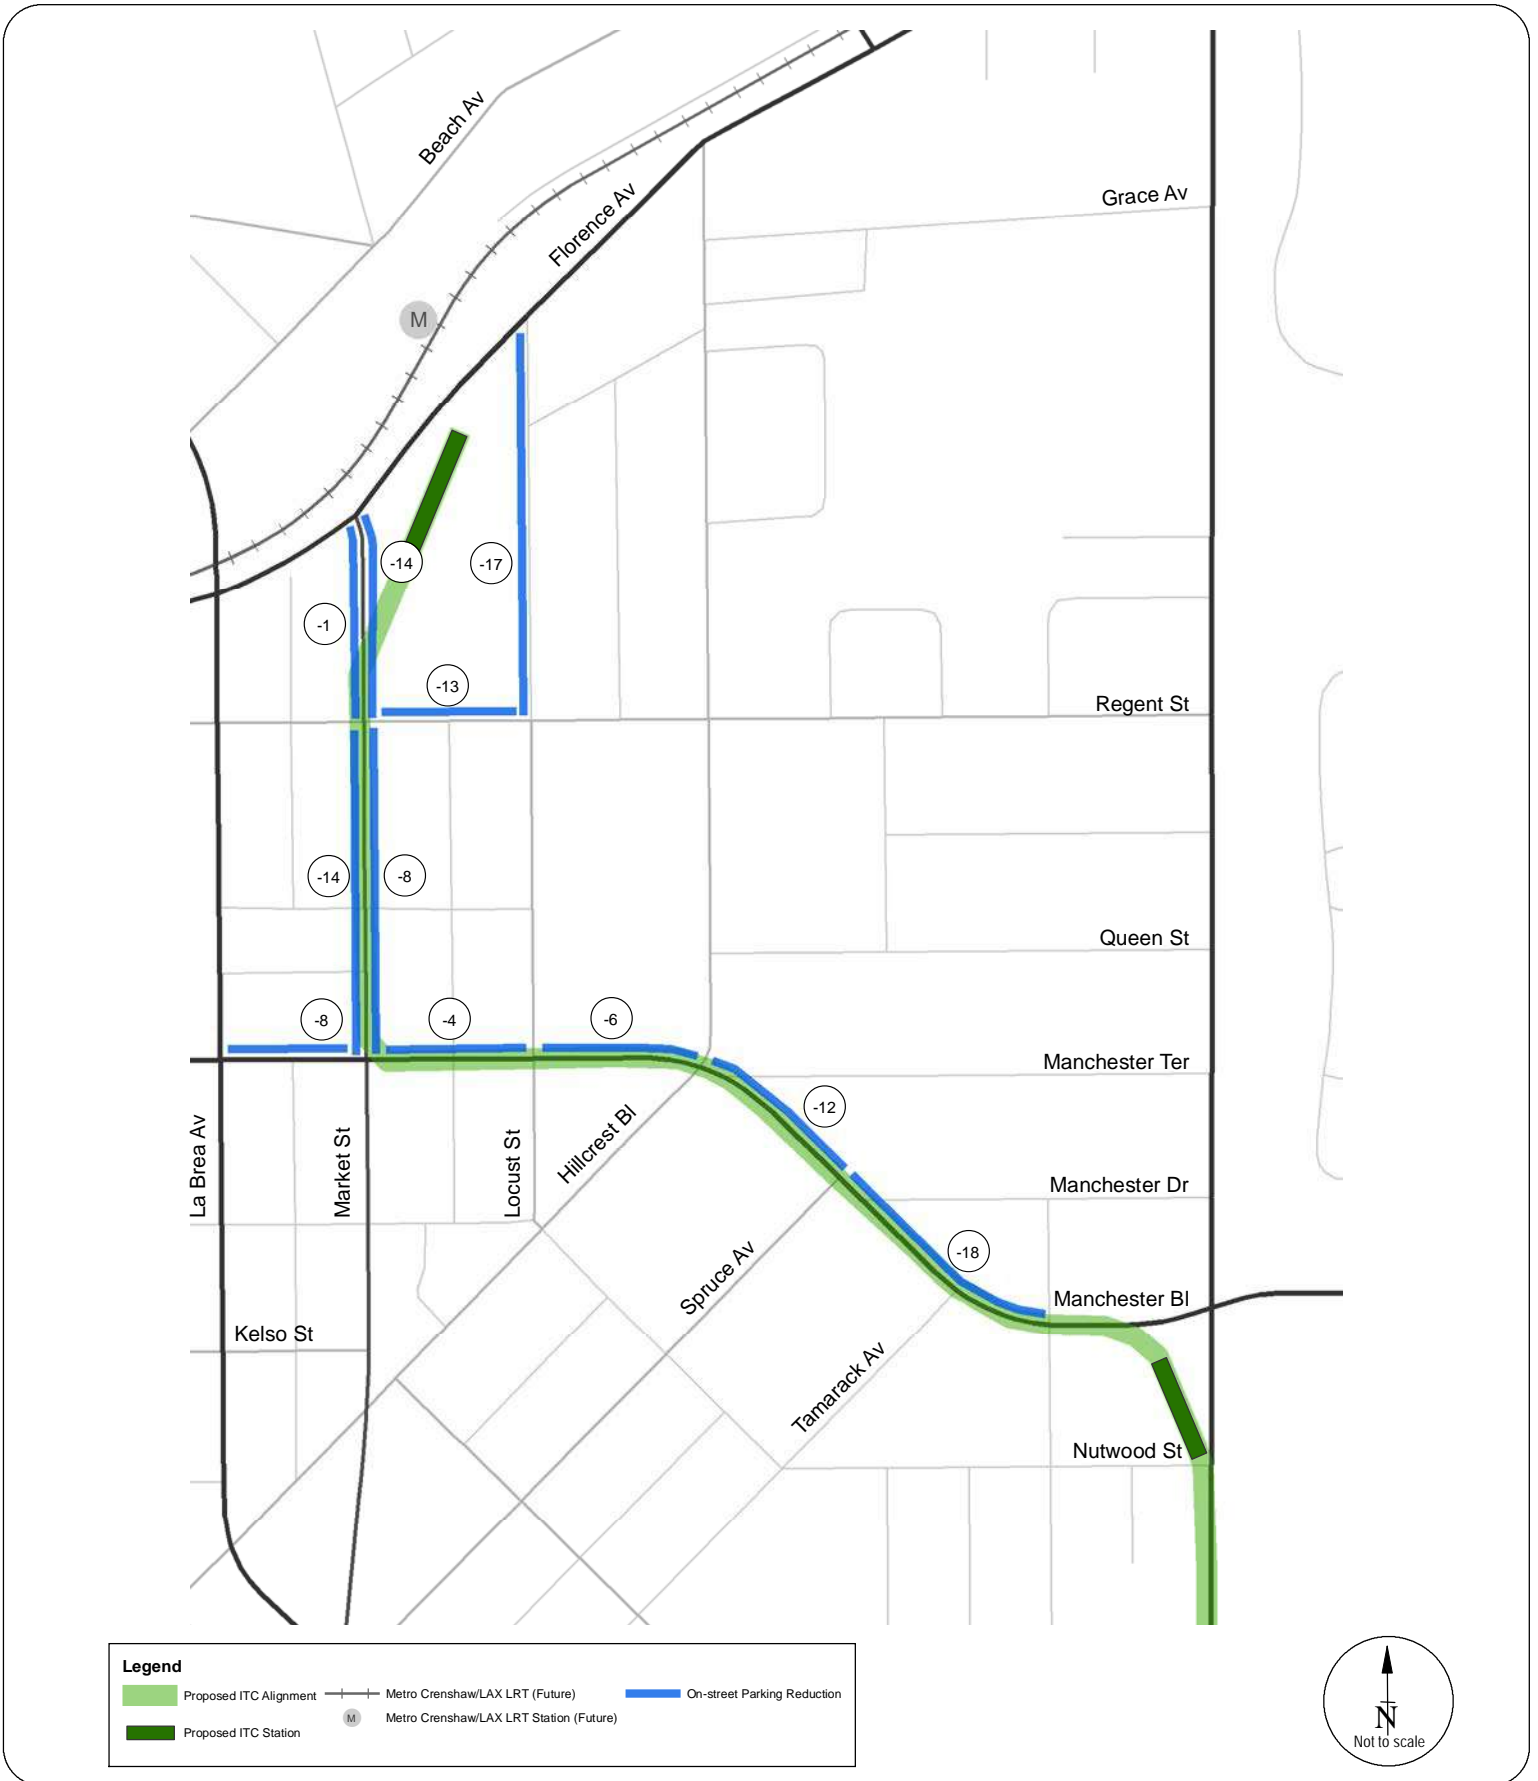 Beach Av
Grace Av
Florence Av
M
-14
-17
-1
-13
Regent St
-14
-8
Queen St
-8
-4
-6
Manchester Ter
-12
La Brea Av
Market St
Locust St
Hillcrest Bl
Manchester Dr
Spruce Av
-18
Manchester Bl
Kelso St
Tamarack Av
Nutwood St
Legend
Proposed ITC Alignment
Metro Crenshaw/LAX LRT (Future)
On-street Parking Reduction
M
Metro Crenshaw/LAX LRT Station (Future)
Proposed ITC Station
N
Not to scale